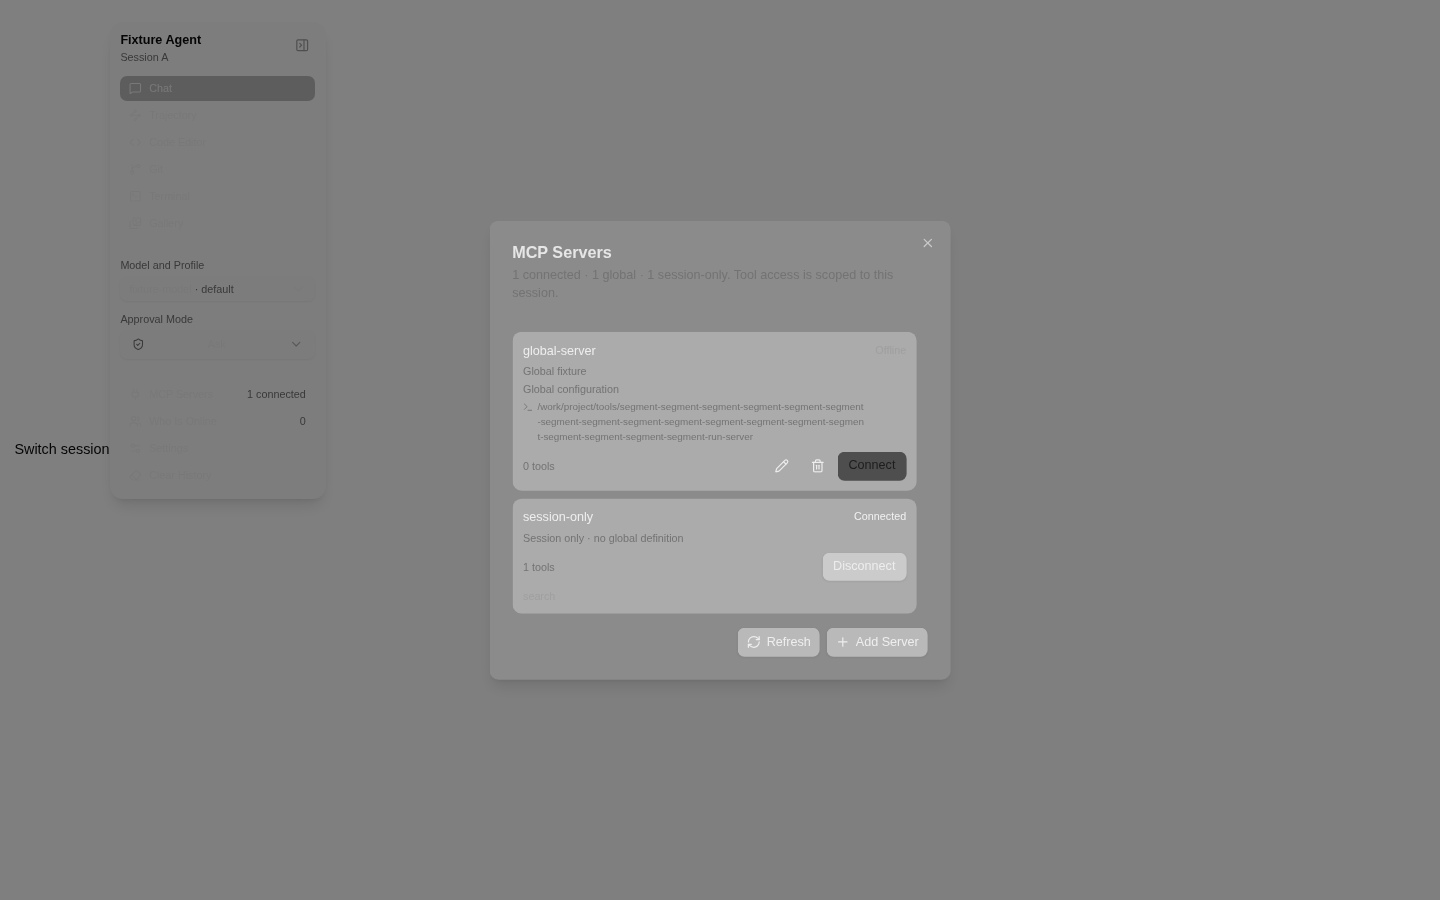 Fixture Agent
Session A
Chat
Terminal
Model and Profile
· default
Approval Mode
MCP Servers 1 connected
0
Switch session
MCP Servers
1 connected · 1 global · 1 session-only. Tool access is scoped to this
session.
global-server Offline
Global fixture
Global configuration
/work/project/tools/segment-segment-segment-segment-segment-segment
-segment-segment-segment-segment-segment-segment-segment-segmen
t-segment-segment-segment-segment-run-server
0 tools Connect
session-only Connected
Session only · no global definition
1 tools Disconnect
search
Refresh Add Server